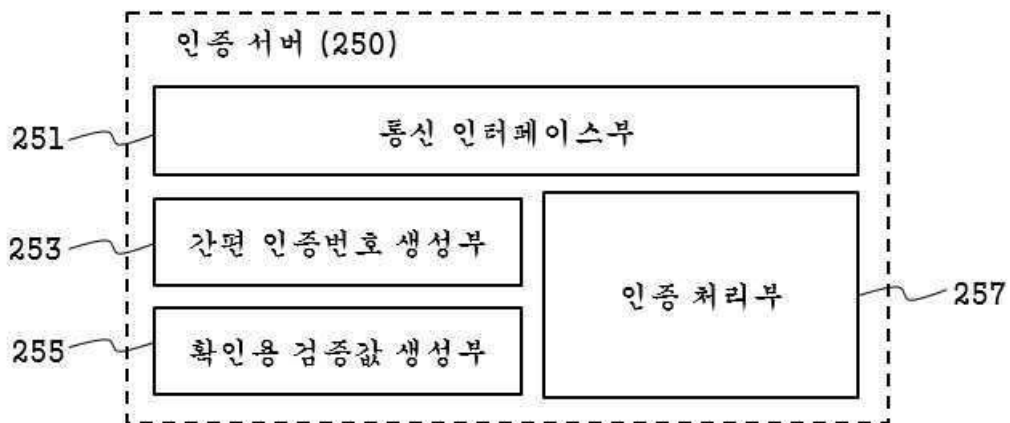 인증 서버 (250)
251
통신 인터페이스부
253
간편 인증번호 생성부
인증 처리부
257
255
확인용 검증값 생성부